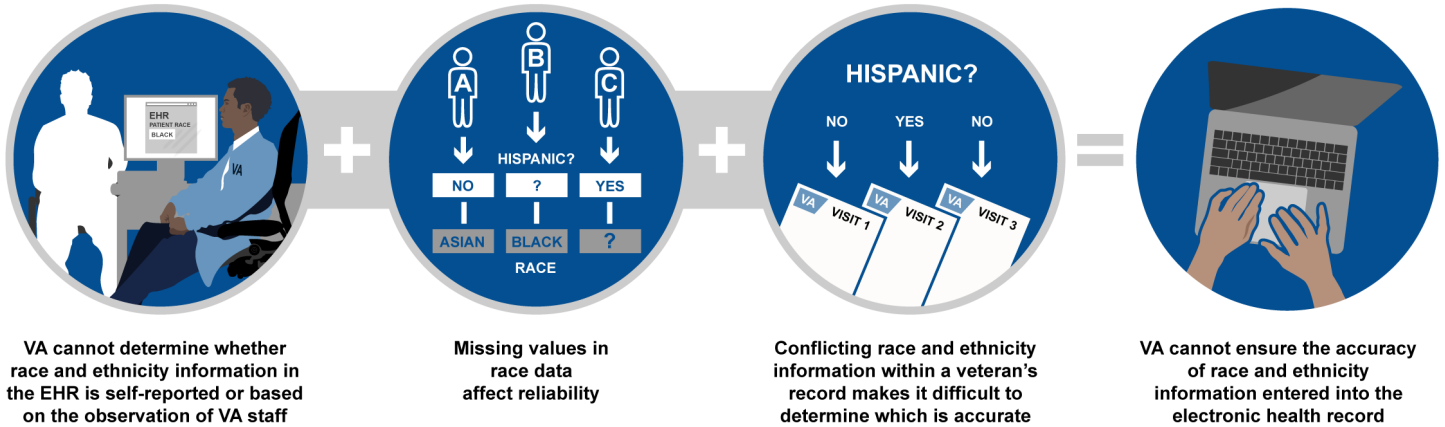 EHR
PATIENT RACE
BLACK
VA
VA cannot determine whether
race and ethnicity information in
the EHR is self-reported or based
on the observation of VA staff
A B C
HISPANIC?
NO ? YES
ASIAN BLACK ?
RACE
Missing values in
race data
affect reliability
HISPANIC?
NO YES NO
VA VISIT 1 VA VISIT 2 VA VISIT 3
Conflicting race and ethnicity
information within a veteran's
record makes it difficult to
determine which is accurate
VA cannot ensure the accuracy
of race and ethnicity
information entered into the
electronic health record